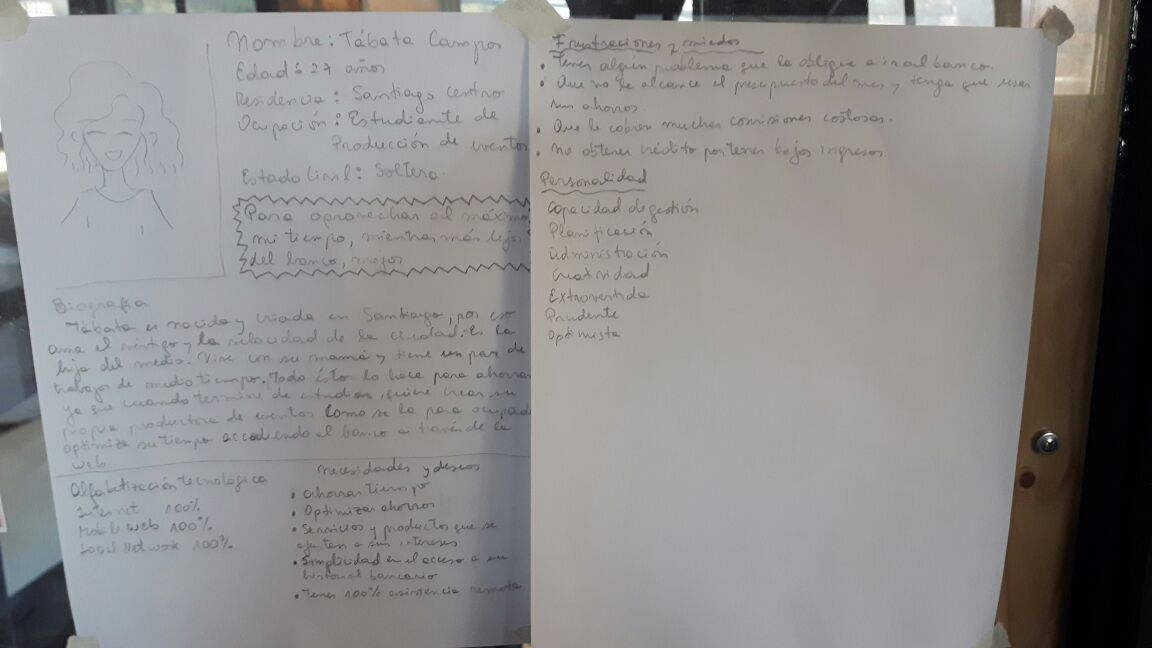 Nombre: Tábata Campos
Edad: 27 años
Residencia: Santiago centro
Ocupación: Estudiante de
Producción de eventos
Estado Civil: Soltera.
Para aprovechar al máximo
mi tiempo, mientras más lejos
del banco, mejor
Biografía
Tábata es nacida y criada en Santiago, por eso
ama el vértigo y la velocidad de la ciudad. Es la
hija del medio. Vive con su mamá y tiene un par de
trabajos de medio tiempo. Todo ésto lo hace para ahorrar
ya que cuando termine de estudiar, quiere crear su
propia productora de eventos Como se la pasa ocupada
optimiza su tiempo accediendo al banco a través de la
web.
Alfabetización tecnológica
Internet 100%
Mobile web 100%
Social Network 100%
Necesidades y deseos
• Ahorrar tiempo
• Optimizar ahorros
• Servicios y productos que se
ajusten a sus intereses
• Simplicidad en el acceso a su
historial bancario
• Tener 100% asistencia remota
Frustraciones y miedos
• Tener algún problema que la obligue a ir al banco.
• Que no le alcance el presupuesto del mes y tenga que usar
sus ahorros.
• Que le cobren muchas comisiones costosas.
• No obtener crédito por tener bajos ingresos.
Personalidad
Capacidad de gestión
Planificación
Administración
Creatividad
Extrovertida
Prudente
Optimista